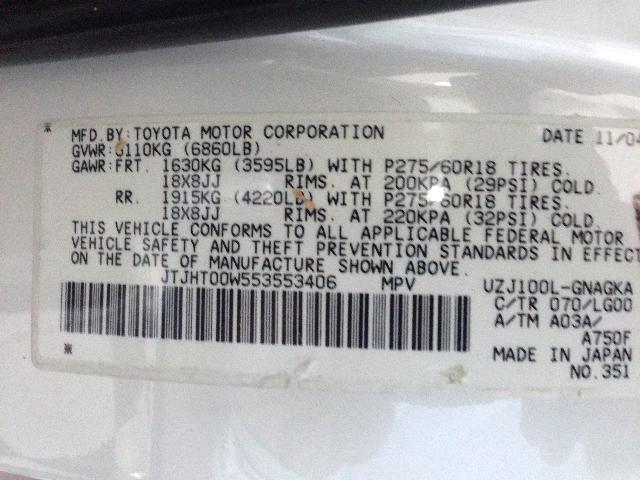 MFD.BY:TOYOTA MOTOR CORPORATION DATE 11/04
GVWR: 3110KG (6860LB)
GAWR:FRT. 1630KG (3595LB) WITH P275/60R18 TIRES.
18X8JJ RIMS. AT 200KPA (29PSI) COLD.
RR. 1915KG (4220LB) WITH P275/60R18 TIRES.
18X8JJ RIMS. AT 220KPA (32PSI) COLD.
THIS VEHICLE CONFORMS TO ALL APPLICABLE FEDERAL MOTOR
VEHICLE SAFETY AND THEFT PREVENTION STANDARDS IN EFFECT
ON THE DATE OF MANUFACTURE SHOWN ABOVE.
JTJHT00W553553406 MPV UZJ100L-GNAGKA
C/TR 070/LG00
A/TM A03A/
A750F
MADE IN JAPAN
NO.351